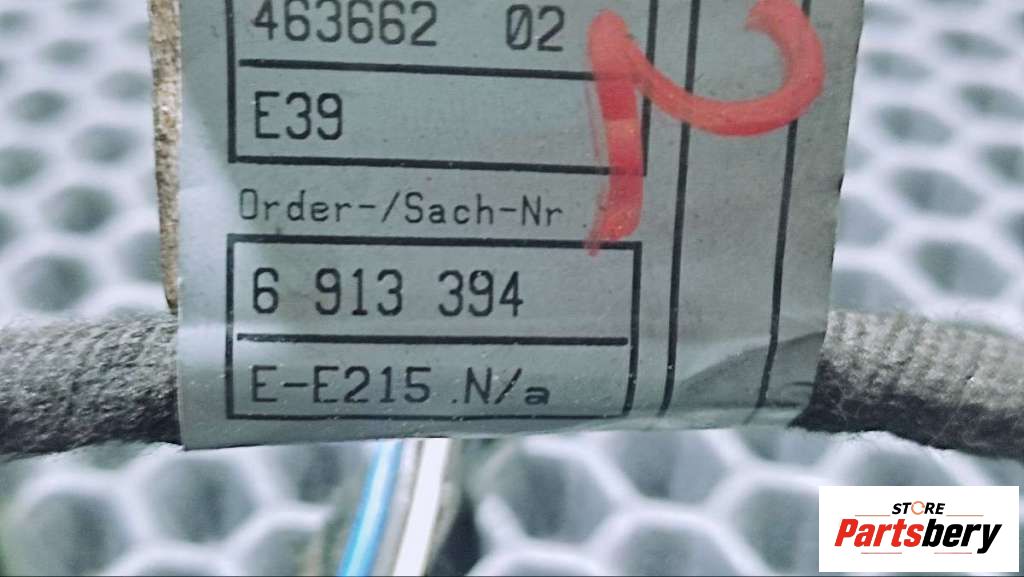 463662 02
E39
Order-/Sach-Nr.
6 913 394
E-E215 N/a
STORE
Partsbery